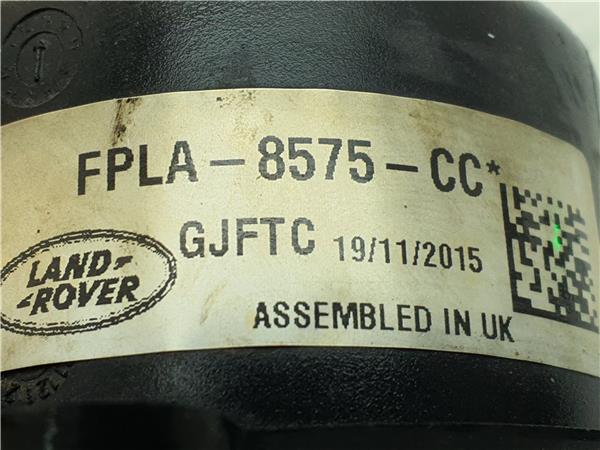 FPLA-8575-CC*
GJFTC 19/11/2015
LAND-
-ROVER
ASSEMBLED IN UK